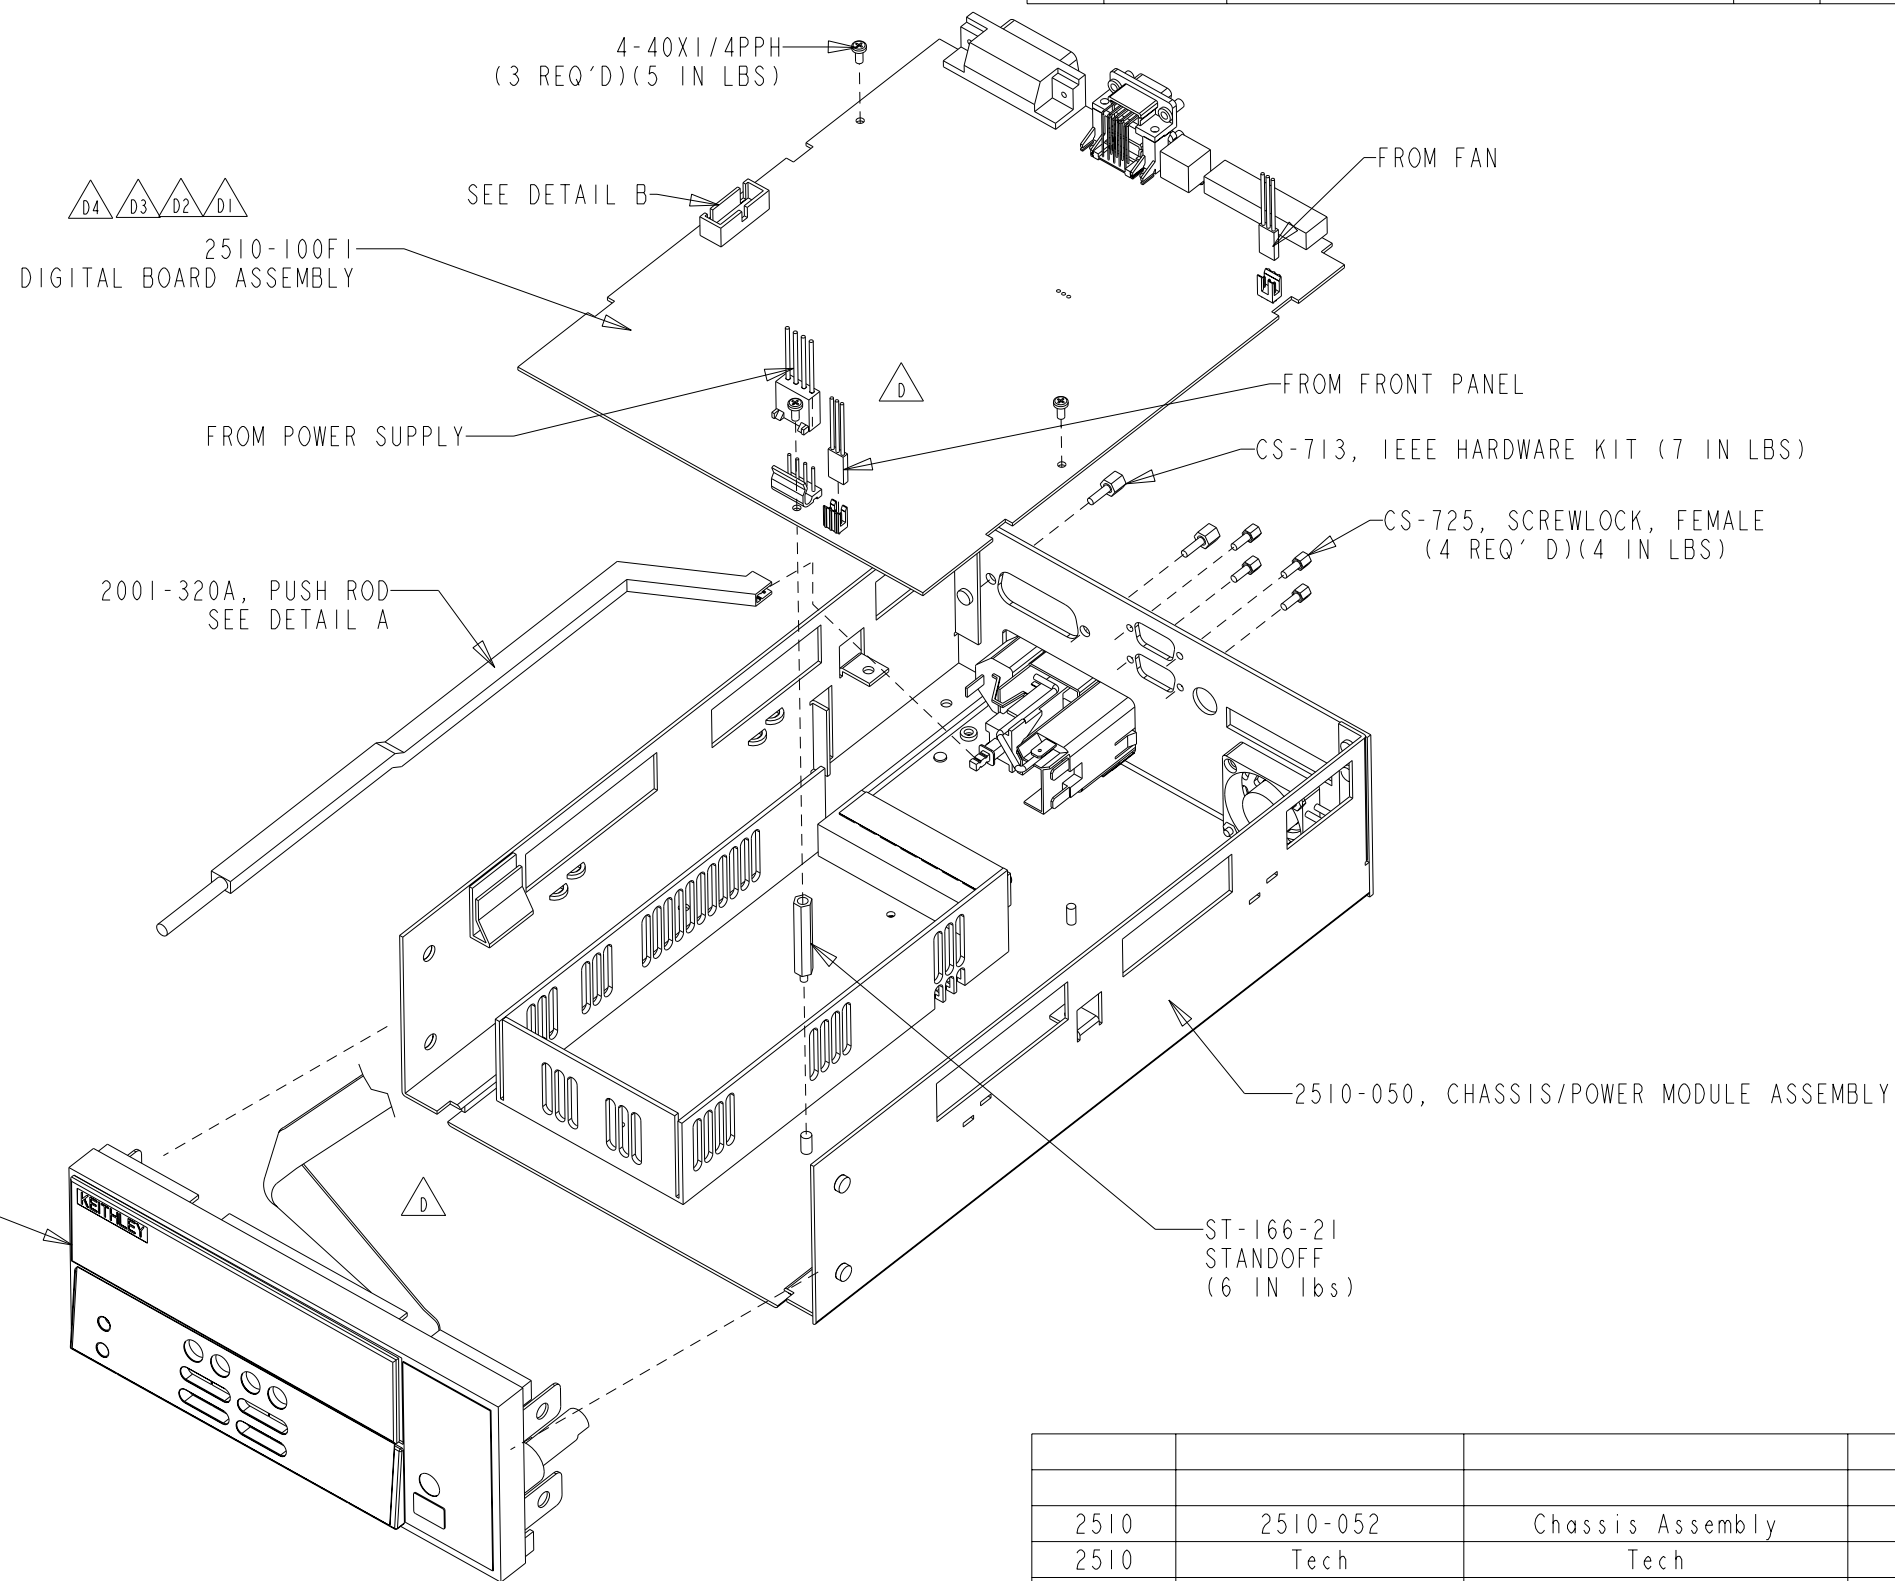 4-40X1/4PPH
(3 REQ'D)(5 IN LBS)
FROM FAN
SEE DETAIL B
D4 D3 D2 D1
2510-100F1
DIGITAL BOARD ASSEMBLY
D
FROM FRONT PANEL
FROM POWER SUPPLY
CS-713, IEEE HARDWARE KIT (7 IN LBS)
CS-725, SCREWLOCK, FEMALE
(4 REQ' D)(4 IN LBS)
2001-320A, PUSH ROD
SEE DETAIL A
2510-050, CHASSIS/POWER MODULE ASSEMBLY
KEITHLEY
D
ST-166-21
STANDOFF
(6 IN lbs)
2510 2510-052 Chassis Assembly
2510 Tech Tech